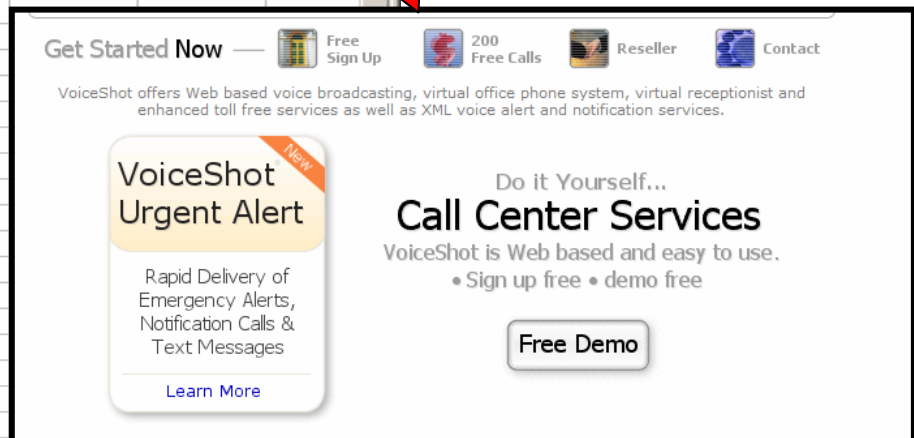 Get Started Now
Free
Sign Up
200
Free Calls
Reseller
Contact
VoiceShot offers Web based voice broadcasting, virtual office phone system, virtual receptionist and
enhanced toll free services as well as XML voice alert and notification services.
New
VoiceShot
Urgent Alert
Rapid Delivery of
Emergency Alerts,
Notification Calls &
Text Messages
Learn More
Do it Yourself...
Call Center Services
VoiceShot is Web based and easy to use.
• Sign up free • demo free
Free Demo